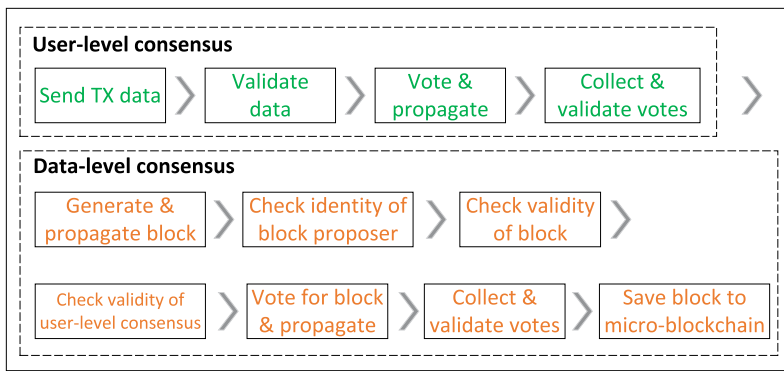 User-level consensus
Send TX data
Validate
data
Vote &
propagate
Collect &
validate votes
Data-level consensus
Generate &
propagate block
Check identity of
block proposer
Check validity
of block
Check validity of
user-level consensus
Vote for block
& propagate
Collect &
validate votes
Save block to
micro-blockchain